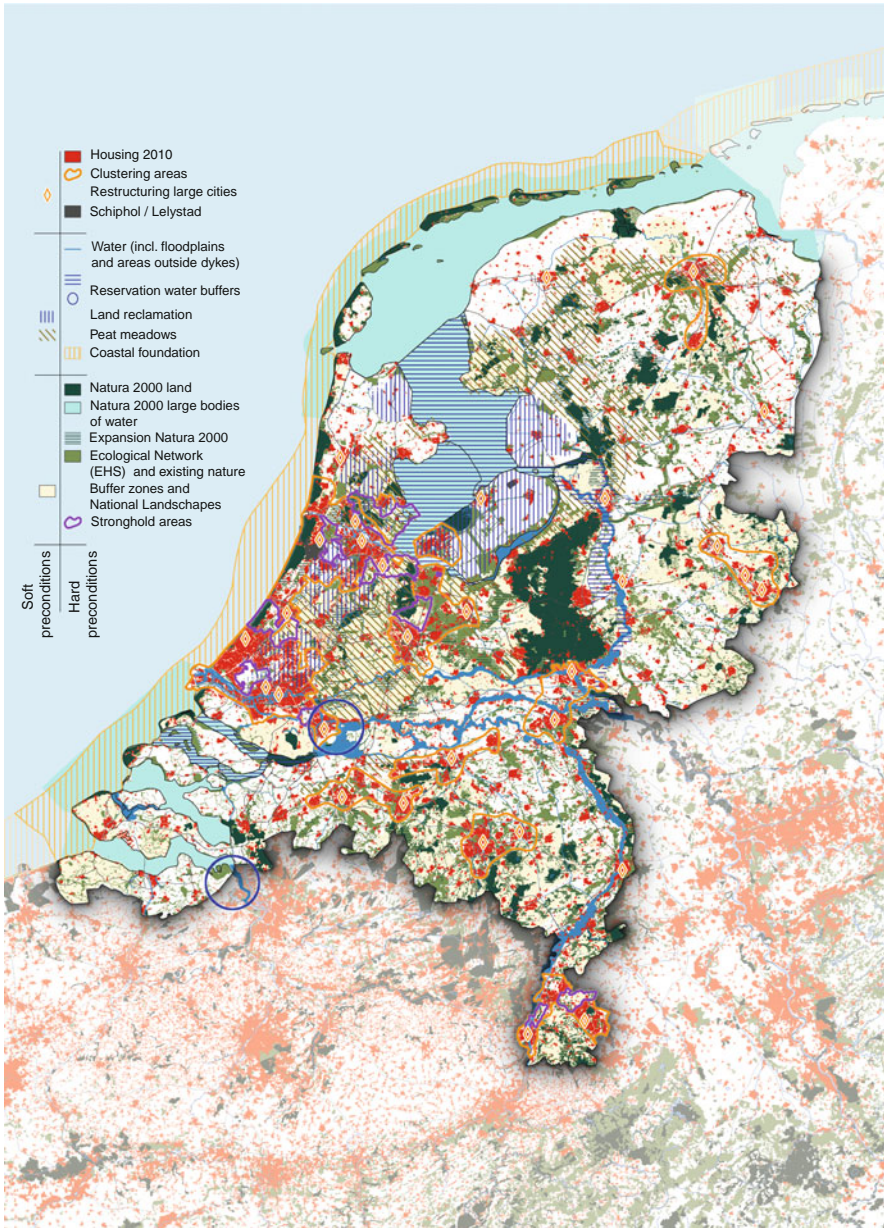 Housing 2010
Clustering areas
Restructuring large cities
Schiphol / Lelystad
Water (incl. floodplains
and areas outside dykes)
Reservation water buffers
Land reclamation
Peat meadows
Coastal foundation
Natura 2000 land
Natura 2000 large bodies
of water
Expansion Natura 2000
Ecological Network
(EHS) and existing nature
Buffer zones and
National Landscapes
Stronghold areas
Soft
preconditions
Hard
preconditions